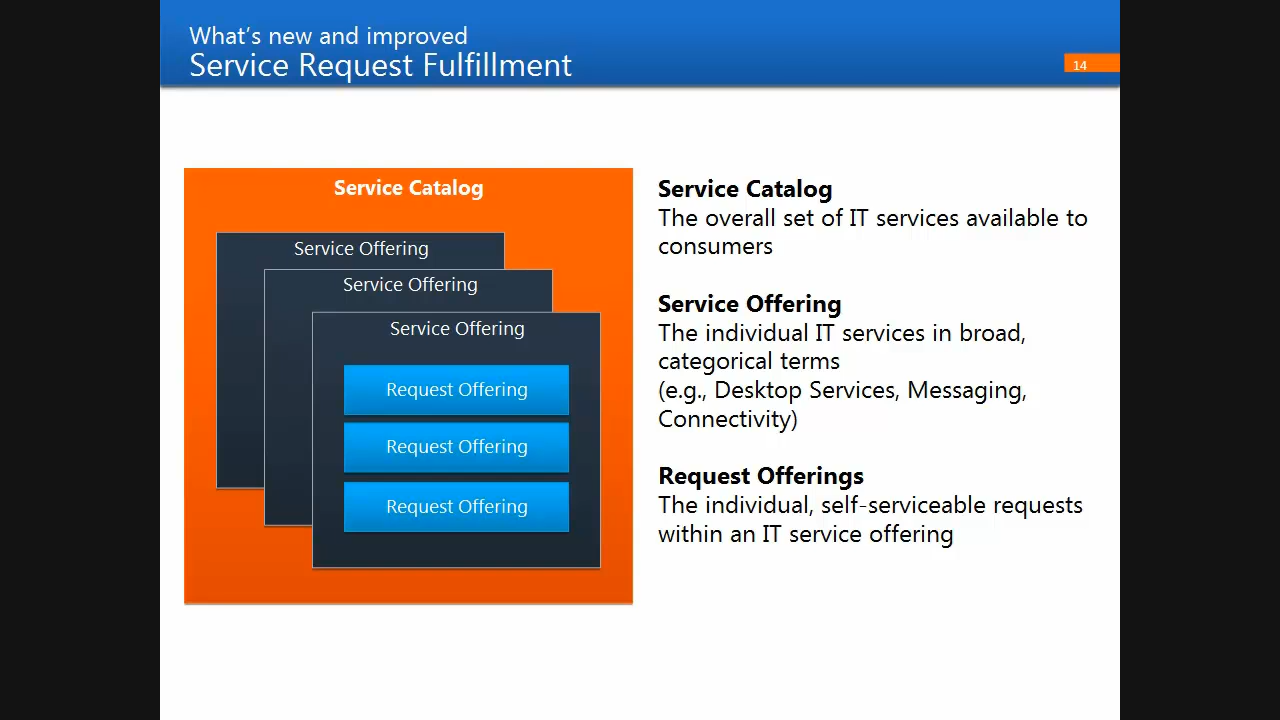 What's new and improved
Service Request Fulfillment
14
Service Catalog
Service Offering
Service Offering
Service Offering
Request Offering
Request Offering
Request Offering
Service Catalog
The overall set of IT services available to
consumers
Service Offering
The individual IT services in broad,
categorical terms
(e.g., Desktop Services, Messaging,
Connectivity)
Request Offerings
The individual, self-serviceable requests
within an IT service offering